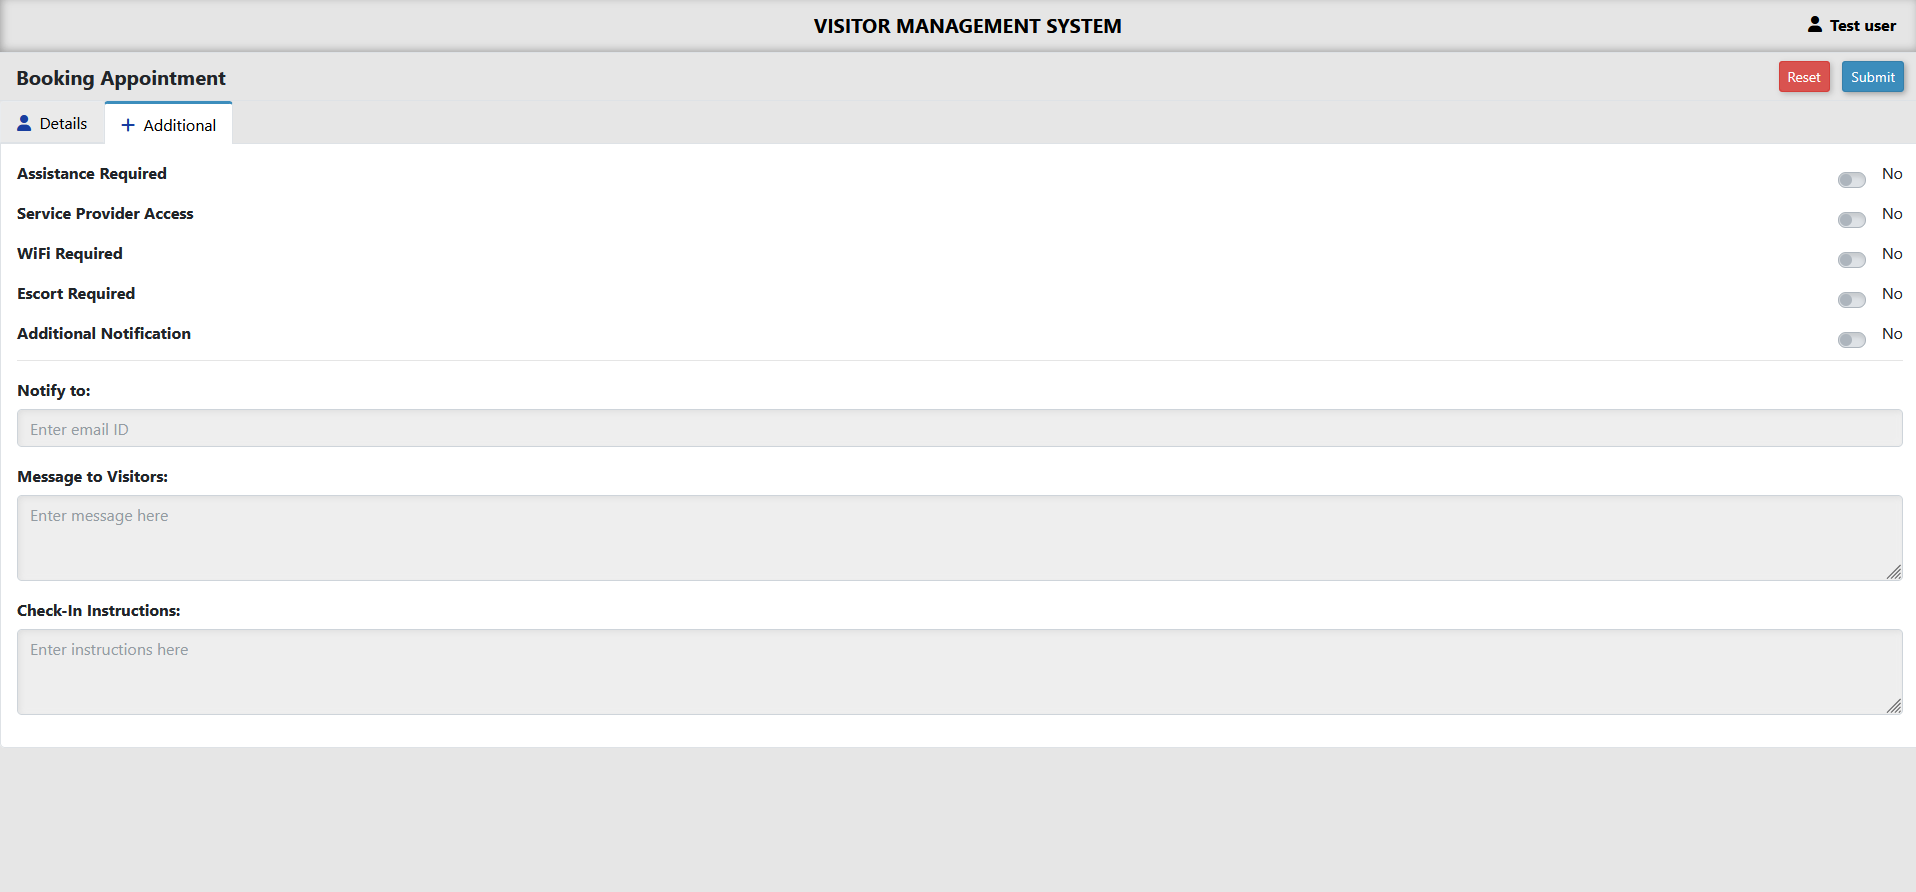 VISITOR MANAGEMENT SYSTEM
Test user
Booking Appointment
Reset
Submit
Details
Additional
Assistance Required
No
Service Provider Access
No
WiFi Required
No
Escort Required
No
Additional Notification
No
Notify to:
Enter email ID
Message to Visitors:
Enter message here
Check-In Instructions:
Enter instructions here